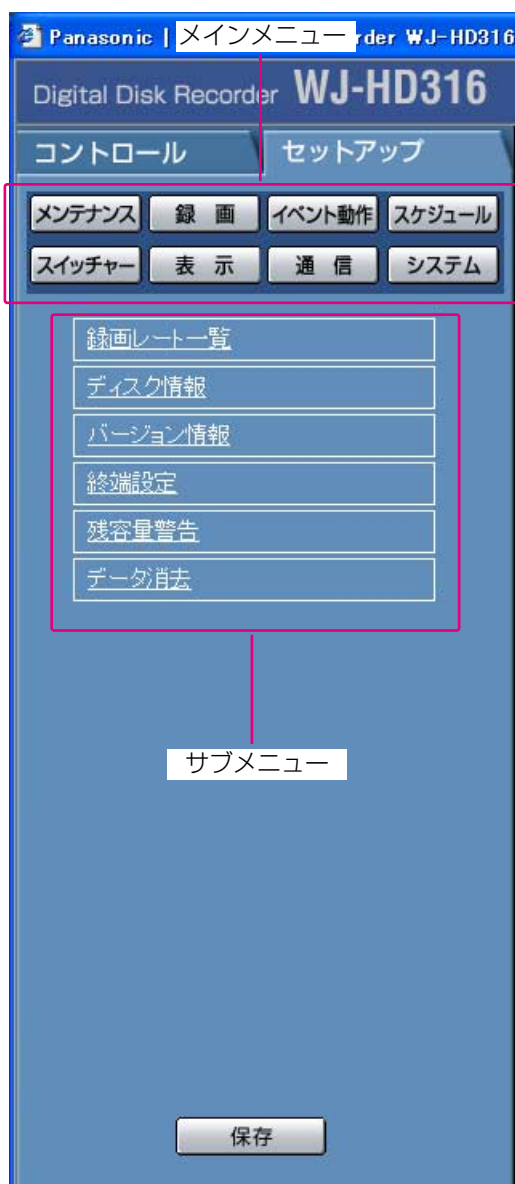 Panasonic | rder WJ-HD316
メインメニュー
Digital Disk Recorder WJ-HD316
コントロール セットアップ
メンテナンス 録 画 イベント動作 スケジュール
スイッチャー 表 示 通 信 システム
録画レート一覧
ディスク情報
バージョン情報
終端設定
残容量警告
データ消去
サブメニュー
保存